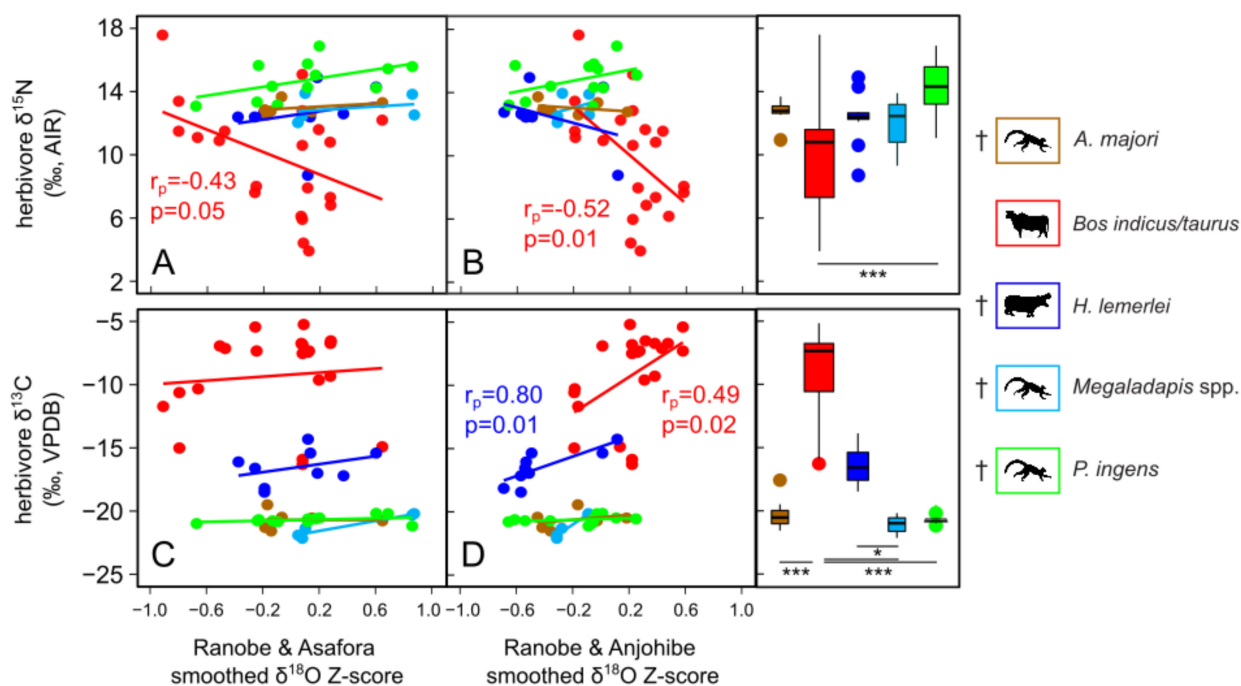 18
14
10
6
2
herbivore δ15N
(‰, AIR)
rp=-0.43
p=0.05
A
rp=-0.52
p=0.01
B
***
† A. majori
Bos indicus/taurus
† H. lemerlei
† Megaladapis spp.
† P. ingens
−5
−10
−15
−20
−25
herbivore δ13C
(‰, VPDB)
C
rp=0.80
p=0.01
rp=0.49
p=0.02
D
*
*** ***
−1.0 −0.6 −0.2 0.2 0.6 1.0
−1.0 −0.6 −0.2 0.2 0.6 1.0
Ranobe & Asafora
smoothed δ18O Z-score
Ranobe & Anjohibe
smoothed δ18O Z-score